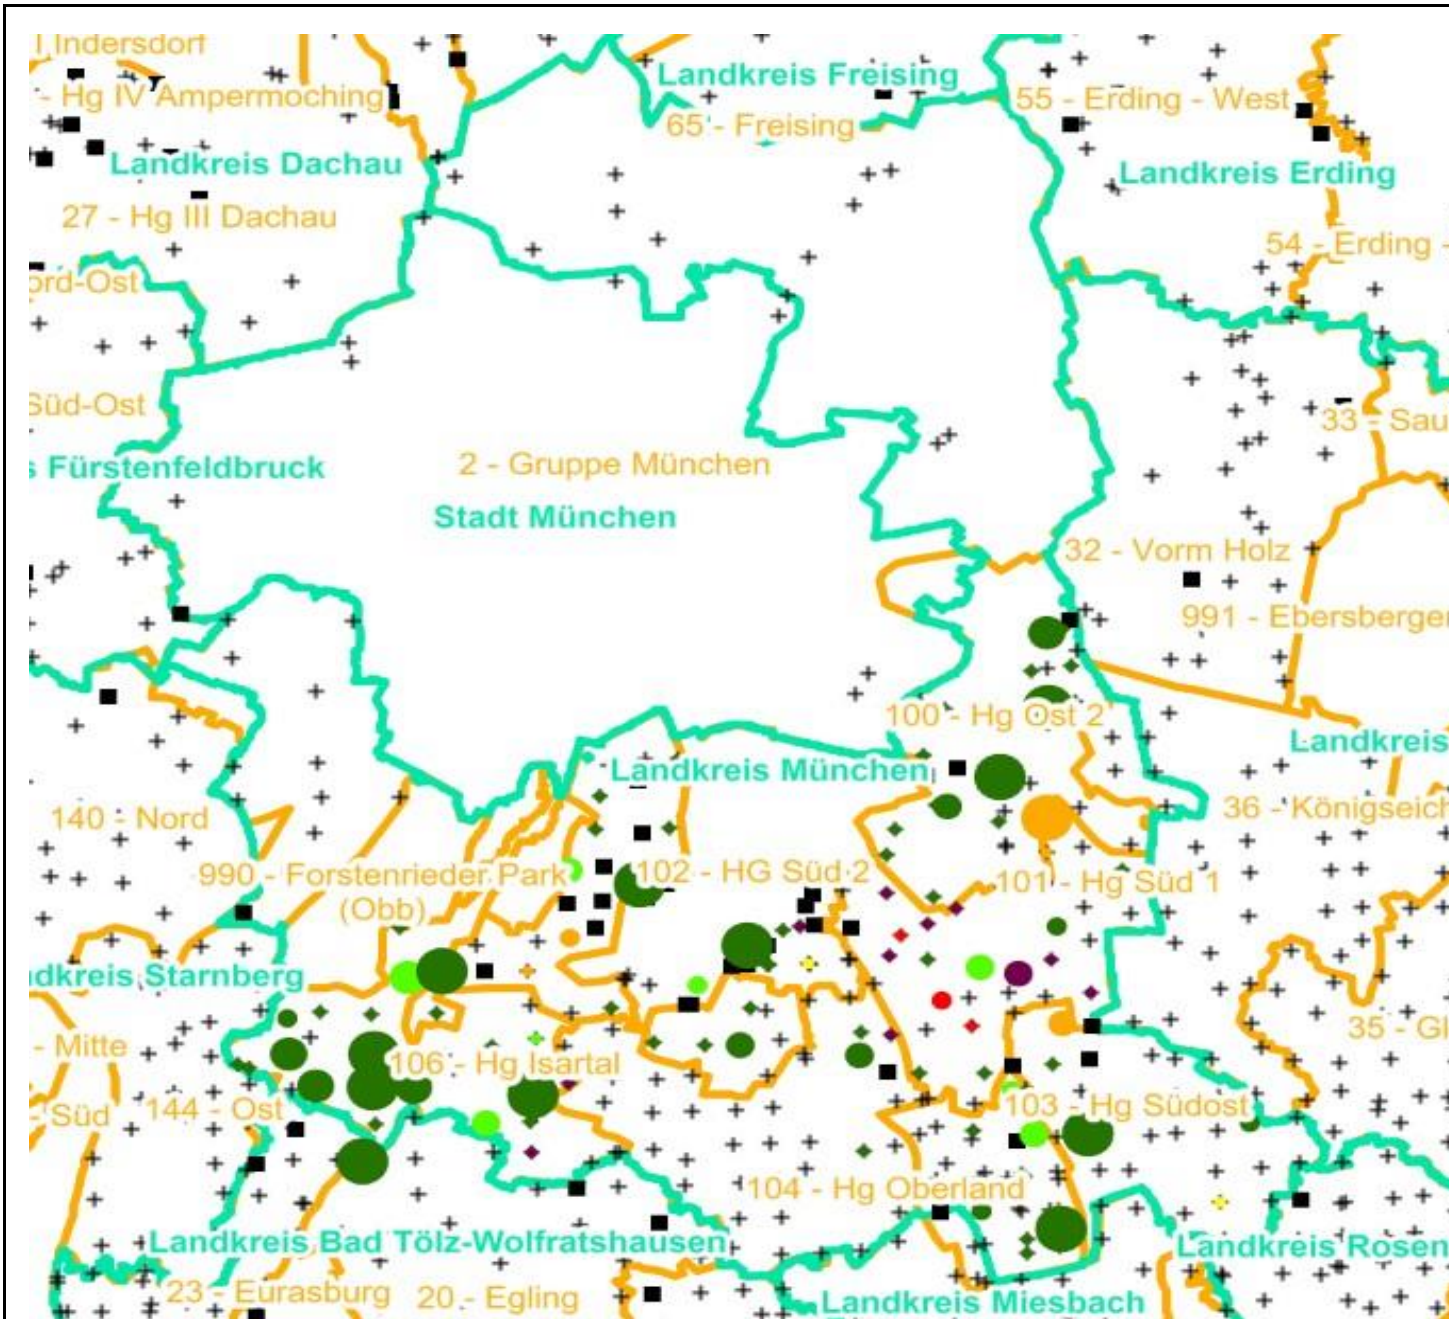 Indersdorf
- Hg IV Ampermoching
Landkreis Freising
65 - Freising
55 - Erding - West
Landkreis Dachau
Landkreis Erding
27 - Hg III Dachau
54 - Erding -
ord-Ost
Süd-Ost
33 - Sau
s Fürstenfeldbruck
2 - Gruppe München
Stadt München
32 - Vorm Holz
991 - Ebersberger
100 - Hg Ost 2
Landkreis
Landkreis München
140 - Nord
36 - Königseich
990 - Forstenrieder Park
(Obb)
102 - HG Süd 2
101 - Hg Süd 1
ndkreis Starnberg
35 - Gl
- Mitte
106 - Hg Isartal
- Süd
144 - Ost
103 - Hg Südost
104 - Hg Oberland
Landkreis Bad Tölz-Wolfratshausen
Landkreis Rosen
23 - Eurasburg
20 - Egling
Landkreis Miesbach